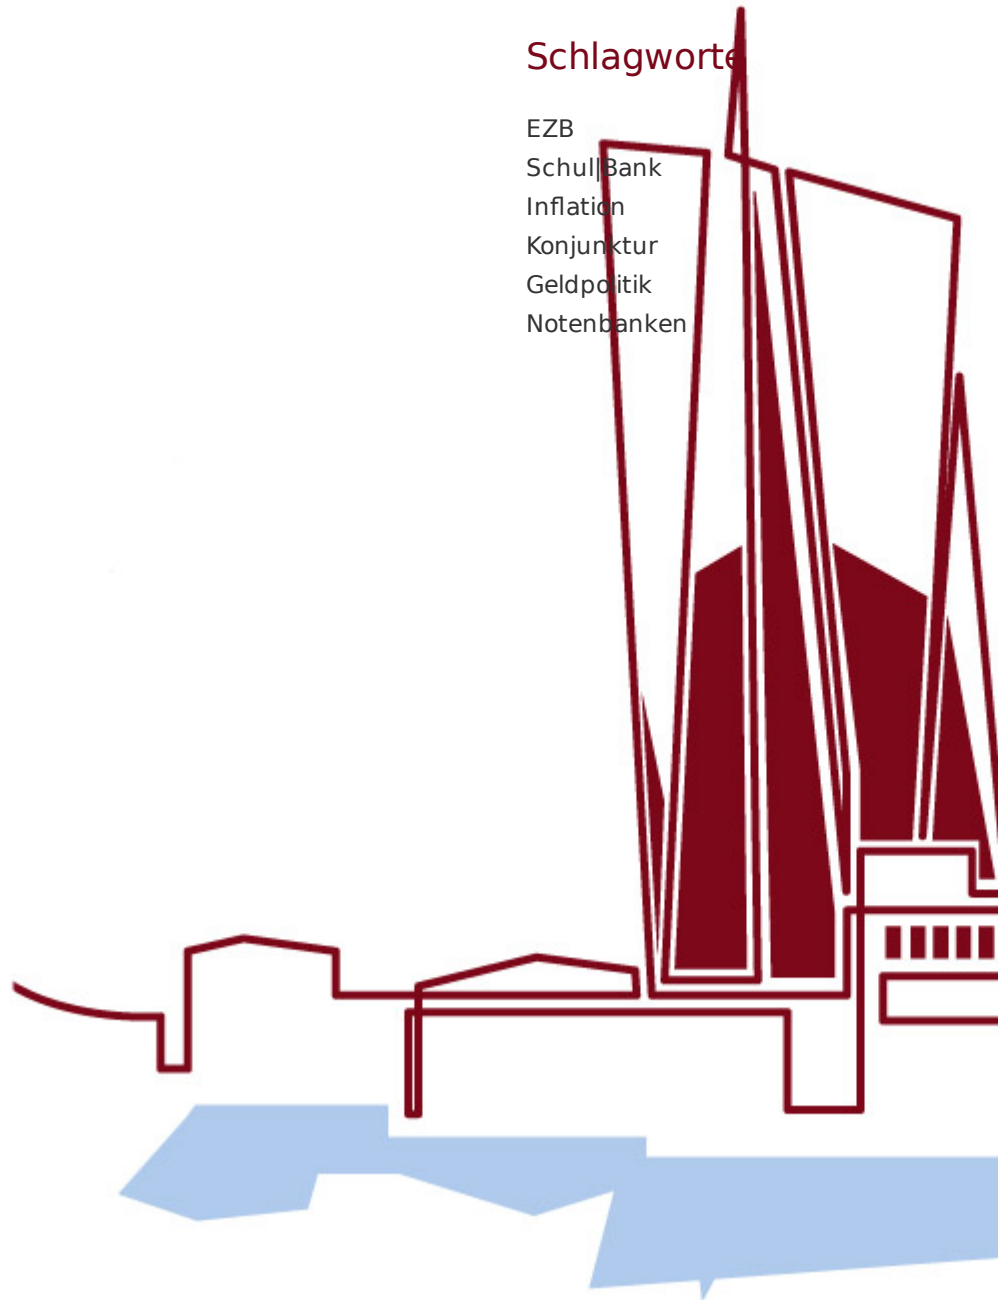 Schlagworte
EZB
Schul|Bank
Inflation
Konjunktur
Geldpolitik
Notenbanken